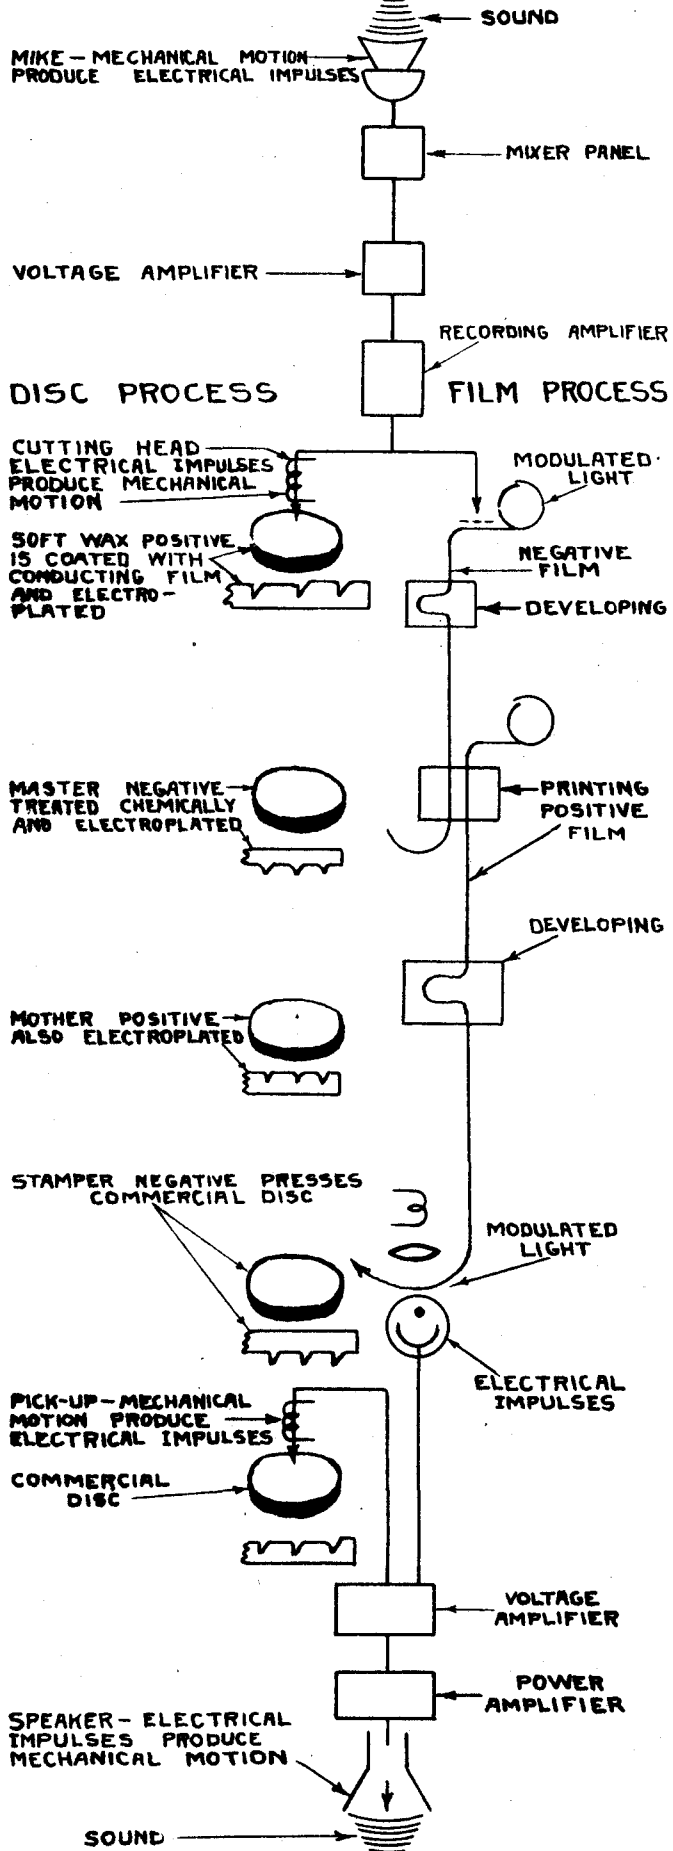 SOUND
MIKE - MECHANICAL MOTION
PRODUCE ELECTRICAL IMPULSES
MIXER PANEL
VOLTAGE AMPLIFIER
RECORDING AMPLIFIER
DISC PROCESS
FILM PROCESS
CUTTING HEAD
ELECTRICAL IMPULSES
PRODUCE MECHANICAL
MOTION
MODULATED
LIGHT
SOFT WAX POSITIVE
IS COATED WITH
CONDUCTING FILM
AND ELECTRO-
PLATED
NEGATIVE
FILM
DEVELOPING
MASTER NEGATIVE
TREATED CHEMICALLY
AND ELECTROPLATED
PRINTING
POSITIVE
FILM
DEVELOPING
MOTHER POSITIVE
ALSO ELECTROPLATED
STAMPER NEGATIVE PRESSES
COMMERCIAL DISC
MODULATED
LIGHT
ELECTRICAL
IMPULSES
PICK-UP - MECHANICAL
MOTION PRODUCE
ELECTRICAL IMPULSES
COMMERCIAL
DISC
VOLTAGE
AMPLIFIER
POWER
AMPLIFIER
SPEAKER - ELECTRICAL
IMPULSES PRODUCE
MECHANICAL MOTION
SOUND